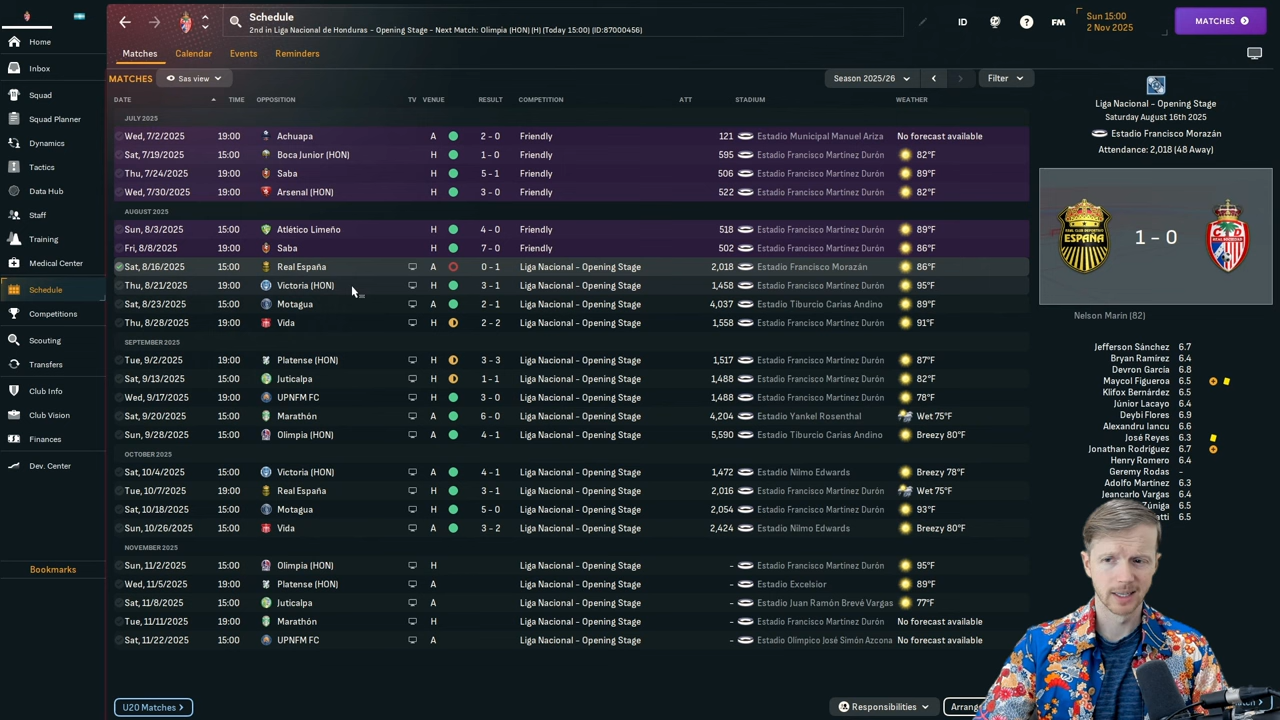 Schedule
2nd in Liga Nacional de Honduras - Opening Stage - Next Match: Olimpia (HON) (H) (Today 15:00) (ID:87000456)
ID
FM
Sun 15:00
2 Nov 2025
MATCHES
Home
Inbox
Squad
Squad Planner
Dynamics
Tactics
Data Hub
Staff
Training
Medical Center
Schedule
Competitions
Scouting
Transfers
Club Info
Club Vision
Finances
Dev. Center
Bookmarks
Matches Calendar Events Reminders
MATCHES Sas view Season 2025/26 Filter
DATE TIME OPPOSITION TV VENUE RESULT COMPETITION ATT STADIUM WEATHER
JULY 2025
Wed, 7/2/2025 19:00 Achuapa A 2 - 0 Friendly 121 Estadio Municipal Manuel Ariza No forecast available
Sat, 7/19/2025 15:00 Boca Junior (HON) H 1 - 0 Friendly 595 Estadio Francisco Martínez Durón 82°F
Thu, 7/24/2025 19:00 Saba H 5 - 1 Friendly 506 Estadio Francisco Martínez Durón 89°F
Wed, 7/30/2025 19:00 Arsenal (HON) H 3 - 0 Friendly 522 Estadio Francisco Martínez Durón 82°F
AUGUST 2025
Sun, 8/3/2025 19:00 Atlético Limeño H 4 - 0 Friendly 518 Estadio Francisco Martínez Durón 89°F
Fri, 8/8/2025 19:00 Saba H 7 - 0 Friendly 502 Estadio Francisco Martínez Durón 86°F
Sat, 8/16/2025 15:00 Real España A 0 - 1 Liga Nacional - Opening Stage 2,018 Estadio Francisco Morazán 86°F
Thu, 8/21/2025 19:00 Victoria (HON) H 3 - 1 Liga Nacional - Opening Stage 1,458 Estadio Francisco Martínez Durón 95°F
Sat, 8/23/2025 15:00 Motagua A 2 - 1 Liga Nacional - Opening Stage 4,037 Estadio Tiburcio Carías Andino 89°F
Thu, 8/28/2025 19:00 Vida H 2 - 2 Liga Nacional - Opening Stage 1,558 Estadio Francisco Martínez Durón 91°F
SEPTEMBER 2025
Tue, 9/2/2025 19:00 Platense (HON) H 3 - 3 Liga Nacional - Opening Stage 1,517 Estadio Francisco Martínez Durón 87°F
Sat, 9/13/2025 15:00 Juticalpa H 1 - 1 Liga Nacional - Opening Stage 1,488 Estadio Francisco Martínez Durón 82°F
Wed, 9/17/2025 19:00 UPNFM FC H 3 - 0 Liga Nacional - Opening Stage 1,488 Estadio Francisco Martínez Durón 78°F
Sat, 9/20/2025 15:00 Marathón A 6 - 0 Liga Nacional - Opening Stage 4,204 Estadio Yankel Rosenthal Wet 75°F
Sun, 9/28/2025 19:00 Olimpia (HON) A 4 - 1 Liga Nacional - Opening Stage 5,590 Estadio Tiburcio Carías Andino Breezy 80°F
OCTOBER 2025
Sat, 10/4/2025 15:00 Victoria (HON) A 4 - 1 Liga Nacional - Opening Stage 1,472 Estadio Nilmo Edwards Breezy 78°F
Tue, 10/7/2025 19:00 Real España H 3 - 1 Liga Nacional - Opening Stage 2,016 Estadio Francisco Martínez Durón Wet 75°F
Sat, 10/18/2025 15:00 Motagua H 5 - 0 Liga Nacional - Opening Stage 2,054 Estadio Francisco Martínez Durón 93°F
Sun, 10/26/2025 15:00 Vida A 3 - 2 Liga Nacional - Opening Stage 2,424 Estadio Nilmo Edwards Breezy 80°F
NOVEMBER 2025
Sun, 11/2/2025 15:00 Olimpia (HON) H Liga Nacional - Opening Stage - Estadio Francisco Martínez Durón 95°F
Wed, 11/5/2025 19:00 Platense (HON) A Liga Nacional - Opening Stage - Estadio Excelsior 89°F
Sat, 11/8/2025 15:00 Juticalpa A Liga Nacional - Opening Stage - Estadio Juan Ramón Brevé Vargas 77°F
Tue, 11/11/2025 19:00 Marathón H Liga Nacional - Opening Stage - Estadio Francisco Martínez Durón No forecast available
Sat, 11/22/2025 15:00 UPNFM FC A Liga Nacional - Opening Stage - Estadio Olímpico José Simón Azcona No forecast available
U20 Matches Responsibilities Arrang
Liga Nacional - Opening Stage
Saturday August 16th 2025
Estadio Francisco Morazán
Attendance: 2,018 (48 Away)
ESPAÑA
1 - 0
Nelson Marin (82)
Jefferson Sánchez 6.7
Bryan Ramírez 6.4
Devron García 6.8
Maycol Figueroa 6.5
Klifox Bernárdez 6.5
Júnior Lacayo 6.4
Deybi Flores 6.9
Alexandru Iancu 6.6
José Reyes 6.3
Jonathan Rodríguez 6.7
Henry Romero 6.4
Geremy Rodas -
Adolfo Martínez 6.3
Jeancarlo Vargas 6.4
Zúñiga 6.5
6.5